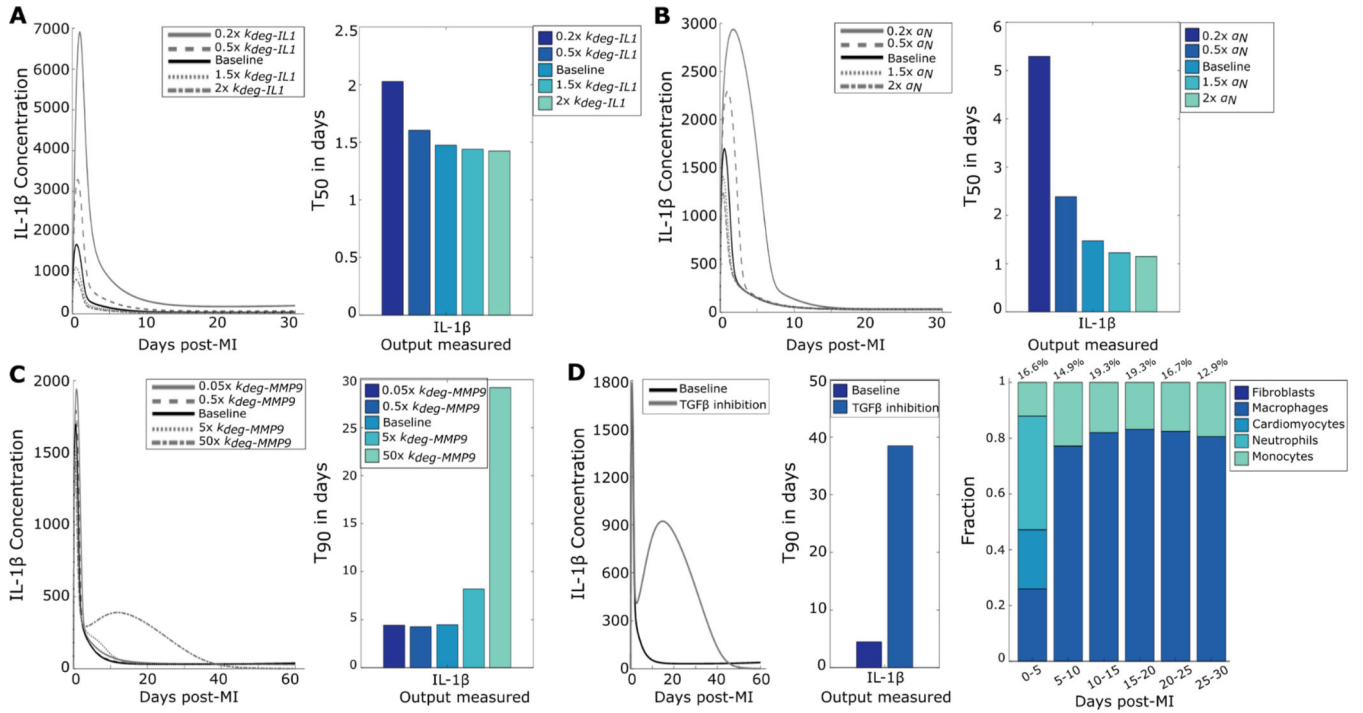 A
7000
6000
5000
4000
3000
2000
1000
0
IL-1β Concentration
0 10 20 30
Days post-MI
0.2x kdeg-IL1
0.5x kdeg-IL1
Baseline
1.5x kdeg-IL1
2x kdeg-IL1
2.5
2
1.5
1
0.5
0
T50 in days
IL-1β
Output measured
0.2x kdeg-IL1
0.5x kdeg-IL1
Baseline
1.5x kdeg-IL1
2x kdeg-IL1
B
3000
2500
2000
1500
1000
500
0
IL-1β Concentration
0 10 20 30
Days post-MI
0.2x aN
0.5x aN
Baseline
1.5x aN
2x aN
6
5
4
3
2
1
0
T50 in days
IL-1β
Output measured
0.2x aN
0.5x aN
Baseline
1.5x aN
2x aN
C
2000
1500
1000
500
0
IL-1β Concentration
0 20 40 60
Days post-MI
0.05x kdeg-MMP9
0.5x kdeg-MMP9
Baseline
5x kdeg-MMP9
50x kdeg-MMP9
30
25
20
15
10
5
0
T90 in days
IL-1β
Output measured
0.05x kdeg-MMP9
0.5x kdeg-MMP9
Baseline
5x kdeg-MMP9
50x kdeg-MMP9
D
1800
1500
1200
900
600
300
0
IL-1β Concentration
0 20 40 60
Days post-MI
Baseline
TGFβ inhibition
50
40
30
20
10
0
T90 in days
IL-1β
Output measured
Baseline
TGFβ inhibition
16.6% 14.9% 19.3% 19.3% 16.7% 12.9%
1
0.8
0.6
0.4
0.2
0
Fraction
0-5 5-10 10-15 15-20 20-25 25-30
Days post-MI
Fibroblasts
Macrophages
Cardiomyocytes
Neutrophils
Monocytes